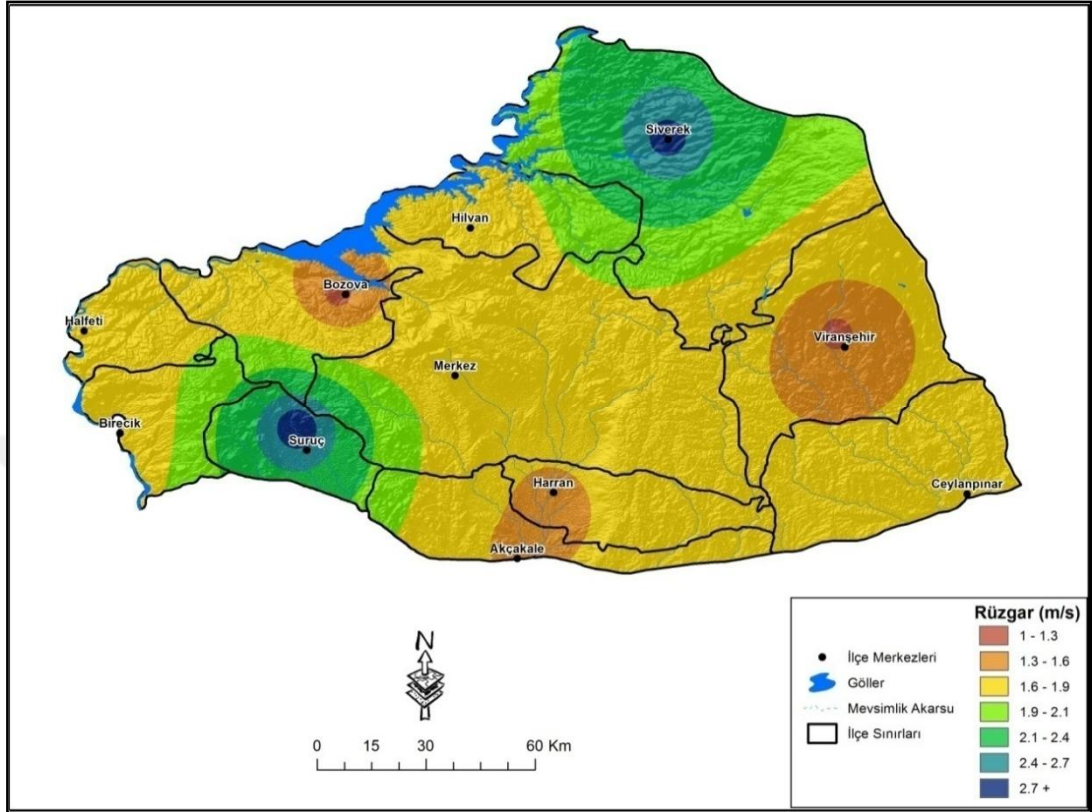 Siverek
Hilvan
Bozova
Halfeti
Viranşehir
Merkez
Birecik
Suruç
Harran
Ceylanpınar
Akçakale
N
0 15 30 60 Km
Rüzgar (m/s)
1 - 1.3
1.3 - 1.6
1.6 - 1.9
1.9 - 2.1
2.1 - 2.4
2.4 - 2.7
2.7 +
İlçe Merkezleri
Göller
Mevsimlik Akarsu
İlçe Sınırları